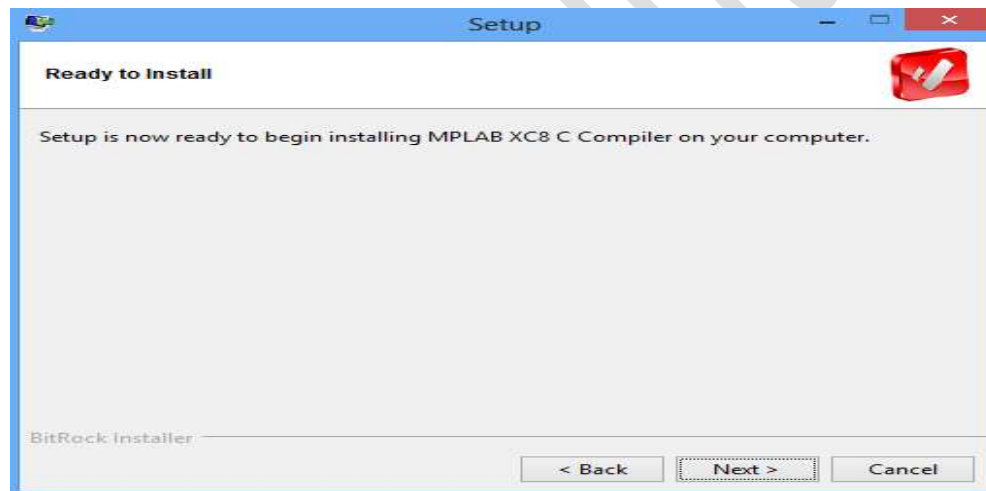 Setup
Ready to Install
Setup is now ready to begin installing MPLAB XC8 C Compiler on your computer.
BitRock Installer
< Back Next > Cancel